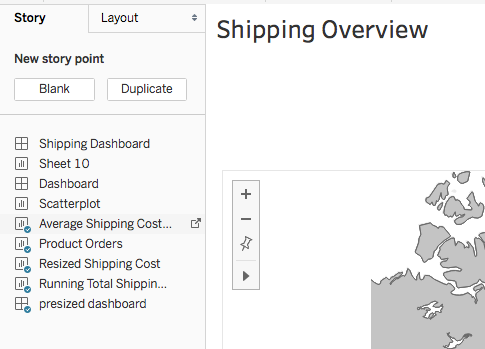 Story
Layout
Shipping Overview
New story point
Blank
Duplicate
Shipping Dashboard
Sheet 10
Dashboard
Scatterplot
Average Shipping Cost...
Product Orders
Resized Shipping Cost
Running Total Shippin...
presized dashboard